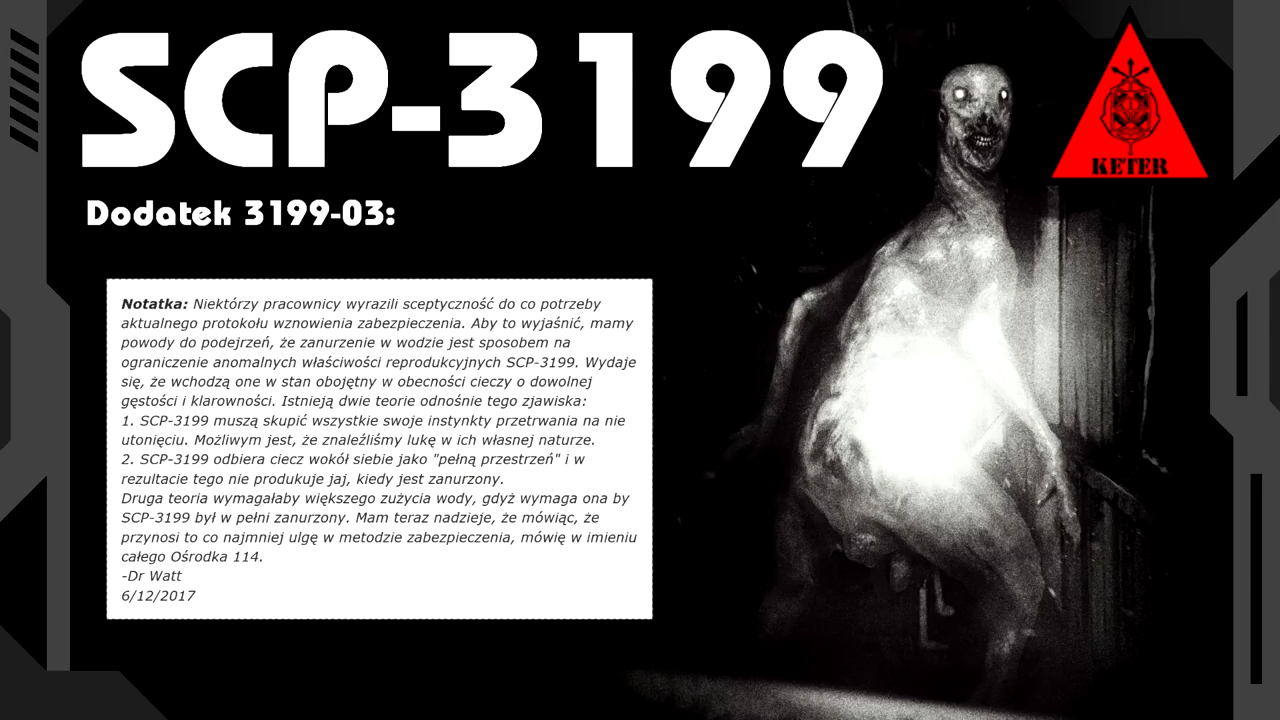 SCP-3199
KETER
Dodatek 3199-03:
Notatka: Niektórzy pracownicy wyrazili sceptyczność do co potrzeby
aktualnego protokołu wznowienia zabezpieczenia. Aby to wyjaśnić, mamy
powody do podejrzeń, że zanurzenie w wodzie jest sposobem na
ograniczenie anomalnych właściwości reprodukcyjnych SCP-3199. Wydaje
się, że wchodzą one w stan obojętny w obecności cieczy o dowolnej
gęstości i klarowności. Istnieją dwie teorie odnośnie tego zjawiska:
1. SCP-3199 muszą skupić wszystkie swoje instynkty przetrwania na nie
utonięciu. Możliwym jest, że znaleźliśmy lukę w ich własnej naturze.
2. SCP-3199 odbiera ciecz wokół siebie jako "pełną przestrzeń" i w
rezultacie tego nie produkuje jaj, kiedy jest zanurzony.
Druga teoria wymagałaby większego zużycia wody, gdyż wymaga ona by
SCP-3199 był w pełni zanurzony. Mam teraz nadzieje, że mówiąc, że
przynosi to co najmniej ulgę w metodzie zabezpieczenia, mówię w imieniu
całego Ośrodka 114.
-Dr Watt
6/12/2017